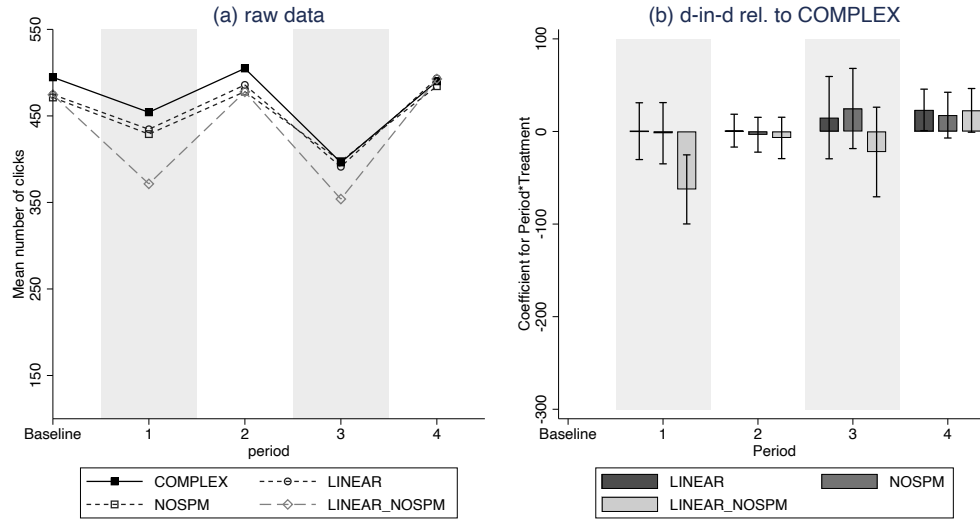 (a) raw data
Mean number of clicks
550
450
350
250
150
Baseline 1 2 3 4
period
COMPLEX LINEAR
NOSPM LINEAR_NOSPM
(b) d-in-d rel. to COMPLEX
Coefficient for Period*Treatment
100
0
-100
-200
-300
Baseline 1 2 3 4
Period
LINEAR NOSPM
LINEAR_NOSPM